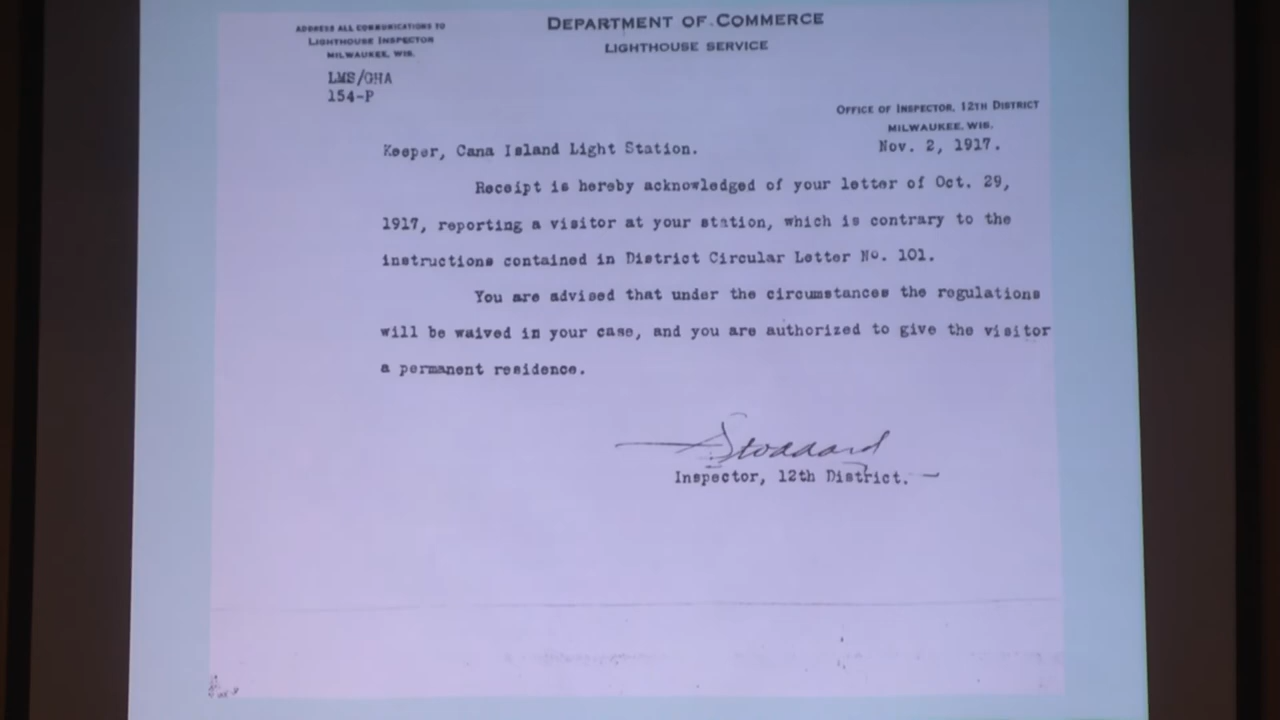 ADDRESS ALL COMMUNICATIONS TO
LIGHTHOUSE INSPECTOR
MILWAUKEE, WIS.
DEPARTMENT OF COMMERCE
LIGHTHOUSE SERVICE
LMS/GHA
154-P
OFFICE OF INSPECTOR, 12TH DISTRICT
MILWAUKEE, WIS.
Nov. 2, 1917.
Keeper, Cana Island Light Station.
Receipt is hereby acknowledged of your letter of Oct. 29,
1917, reporting a visitor at your station, which is contrary to the
instructions contained in District Circular Letter No. 101.
You are advised that under the circumstances the regulations
will be waived in your case, and you are authorized to give the visitor
a permanent residence.
Stoddard
Inspector, 12th District.